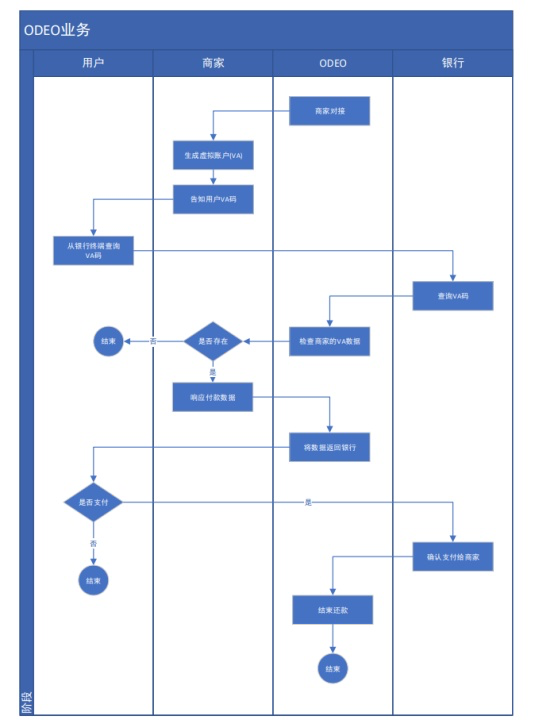 ODEO业务
用户
商家
ODEO
银行
商家对接
生成虚拟账户(VA)
告知用户VA码
从银行终端查询
VA码
查询VA码
结束
否
是否存在
检查商家的VA数据
是
响应付款数据
将数据返回银行
是否支付
是
否
确认支付给商家
结束
结束还款
结束
阶段